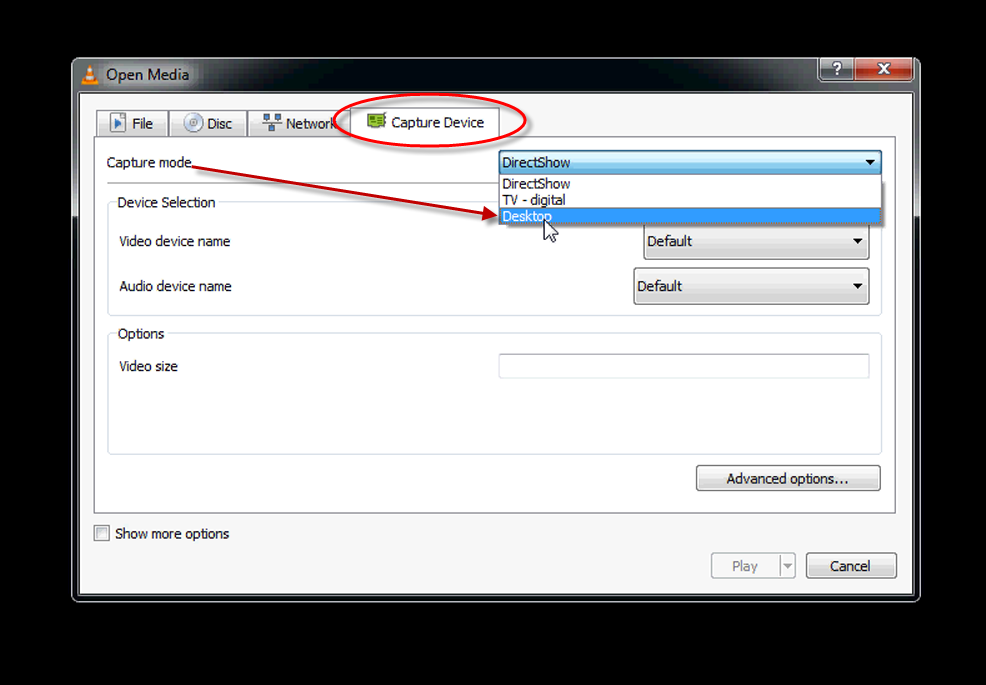 Open Media
?
File
Disc
Network
Capture Device
Capture mode
DirectShow
DirectShow
TV - digital
Desktop
Device Selection
Video device name
Default
Audio device name
Default
Options
Video size
Advanced options...
Show more options
Play
Cancel